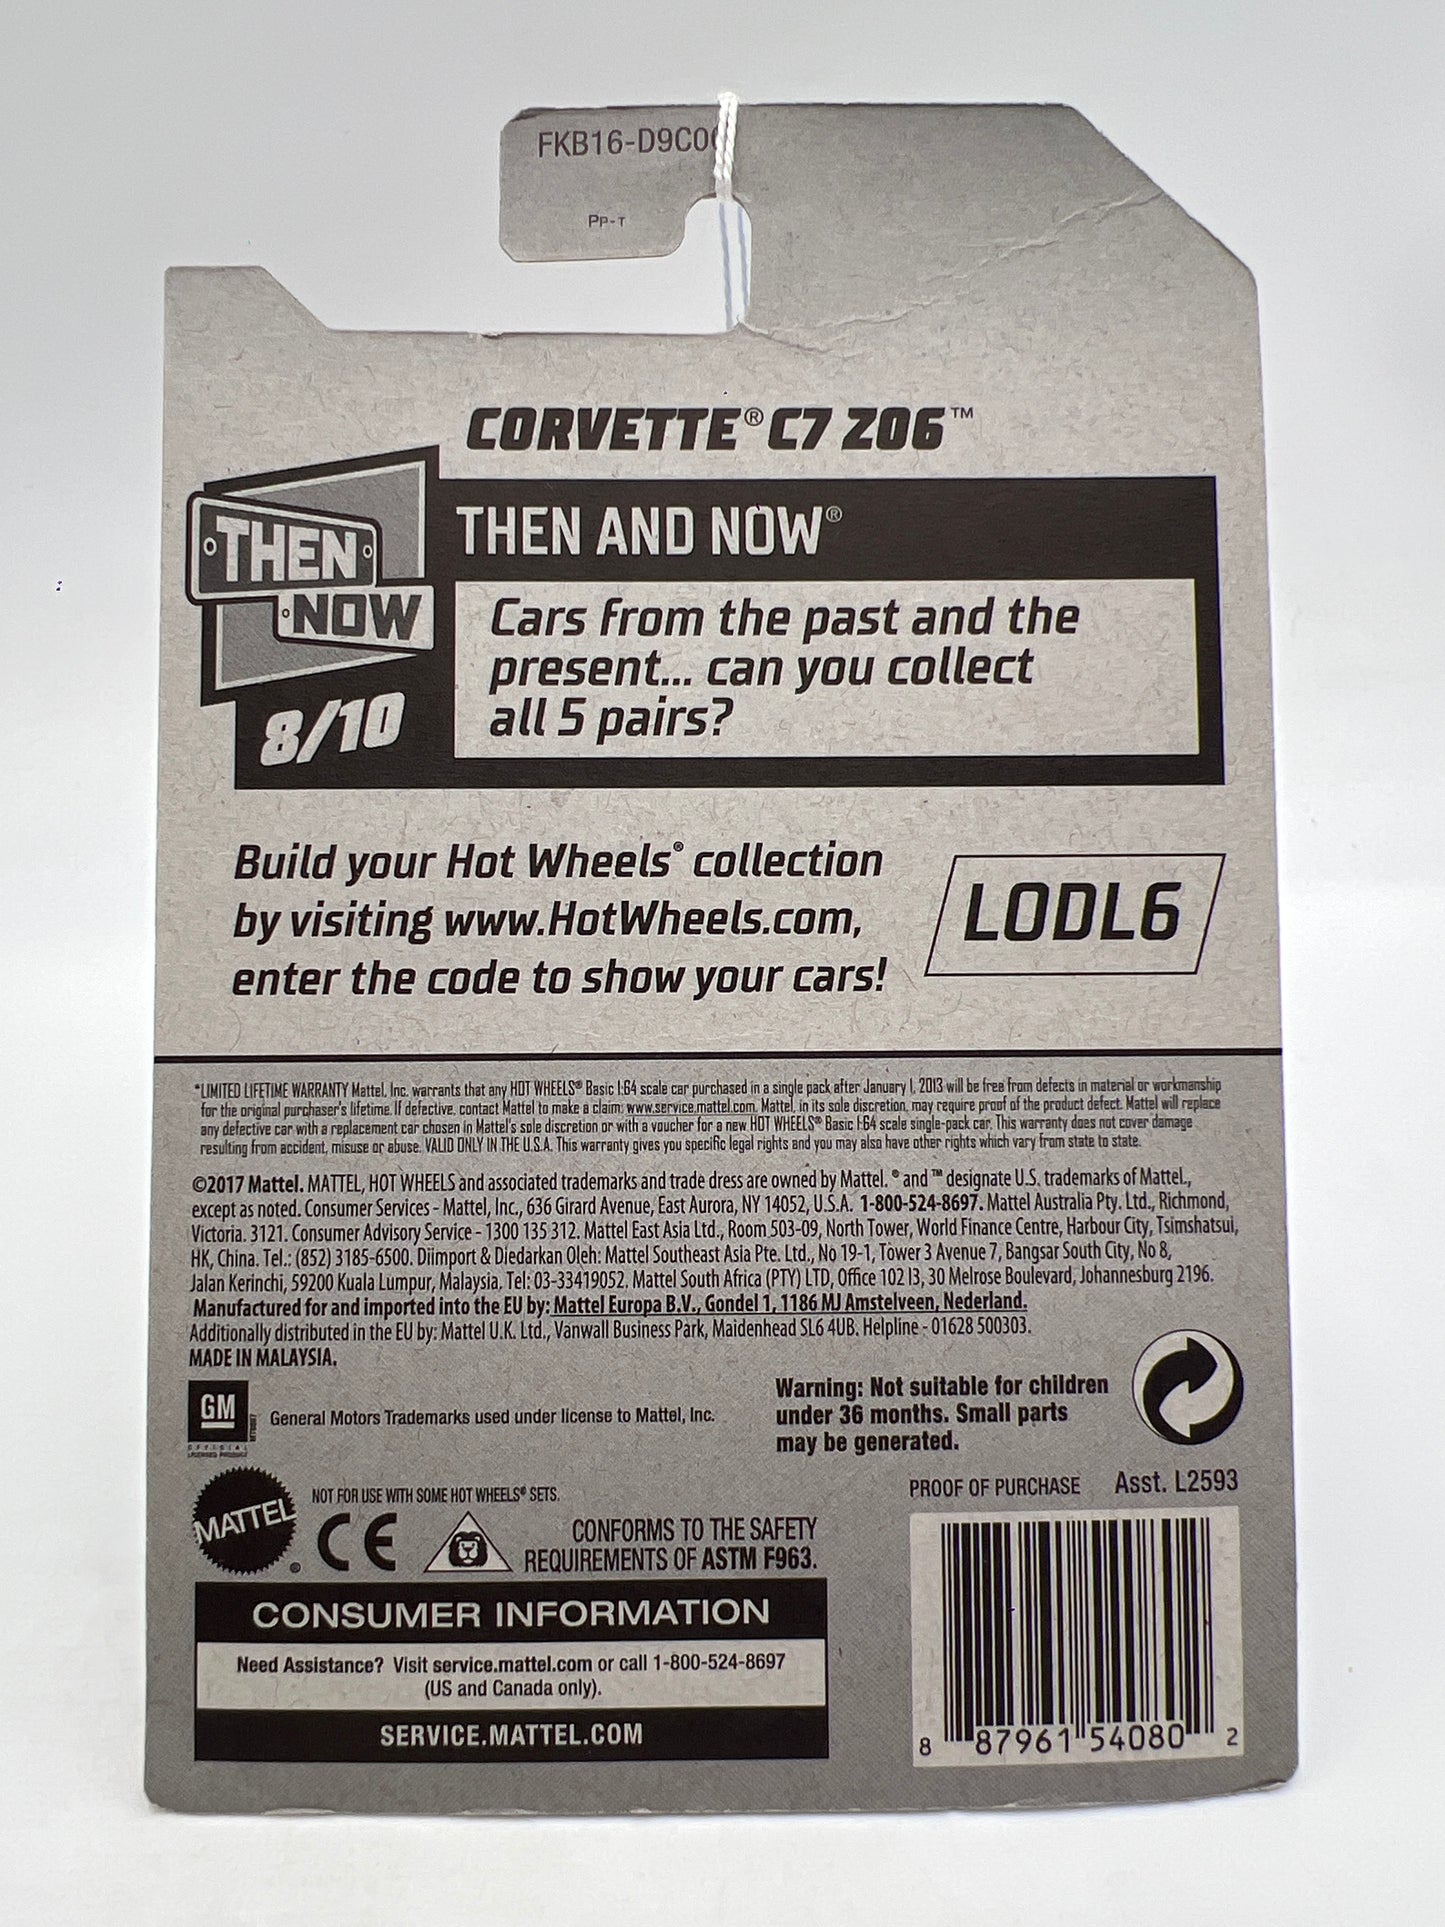 FKB16-D9C0
PP-T
CORVETTE® C7 Z06™
THEN
NOW
8/10
THEN AND NOW®
Cars from the past and the
present... can you collect
all 5 pairs?
Build your Hot Wheels® collection
by visiting www.HotWheels.com,
enter the code to show your cars!
LODL6
*LIMITED LIFETIME WARRANTY Mattel, Inc. warrants that any HOT WHEELS® Basic 1:64 scale car purchased in a single pack after January 1, 2013 will be free from defects in material or workmanship
for the original purchaser's lifetime. If defective, contact Mattel to make a claim: www.service.mattel.com. Mattel, in its sole discretion, may require proof of the product defect. Mattel will replace
any defective car with a replacement car chosen in Mattel's sole discretion or with a voucher for a new HOT WHEELS® Basic 1:64 scale single-pack car. This warranty does not cover damage
resulting from accident, misuse or abuse. VALID ONLY IN THE U.S.A. This warranty gives you specific legal rights and you may also have other rights which vary from state to state.
©2017 Mattel. MATTEL, HOT WHEELS and associated trademarks and trade dress are owned by Mattel. ® and ™ designate U.S. trademarks of Mattel.,
except as noted. Consumer Services - Mattel, Inc., 636 Girard Avenue, East Aurora, NY 14052, U.S.A. 1-800-524-8697. Mattel Australia Pty. Ltd., Richmond,
Victoria. 3121. Consumer Advisory Service - 1300 135 312. Mattel East Asia Ltd., Room 503-09, North Tower, World Finance Centre, Harbour City, Tsimshatsui,
HK, China. Tel.: (852) 3185-6500. Diimport & Diedarkan Oleh: Mattel Southeast Asia Pte. Ltd., No 19-1, Tower 3 Avenue 7, Bangsar South City, No 8,
Jalan Kerinchi, 59200 Kuala Lumpur, Malaysia. Tel: 03-33419052. Mattel South Africa (PTY) LTD, Office 102 I3, 30 Melrose Boulevard, Johannesburg 2196.
Manufactured for and imported into the EU by: Mattel Europa B.V., Gondel 1, 1186 MJ Amstelveen, Nederland.
Additionally distributed in the EU by: Mattel U.K. Ltd., Vanwall Business Park, Maidenhead SL6 4UB. Helpline - 01628 500303.
MADE IN MALAYSIA.
GM
OFFICIAL
LICENSED PRODUCT
General Motors Trademarks used under license to Mattel, Inc.
Warning: Not suitable for children
under 36 months. Small parts
may be generated.
MATTEL®
NOT FOR USE WITH SOME HOT WHEELS® SETS.
CE
CONFORMS TO THE SAFETY
REQUIREMENTS OF ASTM F963.
PROOF OF PURCHASE Asst. L2593
CONSUMER INFORMATION
Need Assistance? Visit service.mattel.com or call 1-800-524-8697
(US and Canada only).
SERVICE.MATTEL.COM
8 87961 54080 2